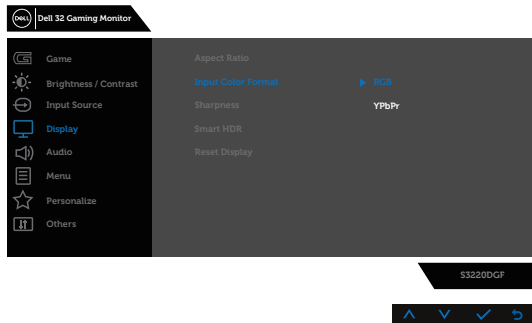 DELL
Dell 32 Gaming Monitor
Game
Aspect Ratio
Brightness / Contrast
Input Color Format
RGB
Input Source
Sharpness
YPbPr
Display
Smart HDR
Audio
Reset Display
Menu
Personalize
Others
S3220DGF